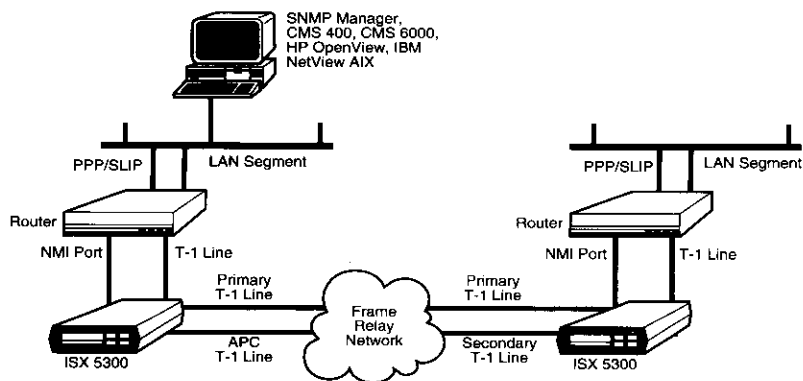 SNMP Manager,
CMS 400, CMS 6000,
HP OpenView, IBM
NetView AIX
PPP/SLIP
LAN Segment
PPP/SLIP
LAN Segment
Router
Router
NMI Port
T-1 Line
NMI Port
T-1 Line
Primary
T-1 Line
Primary
T-1 Line
Frame
Relay
Network
APC
T-1 Line
Secondary
T-1 Line
ISX 5300
ISX 5300